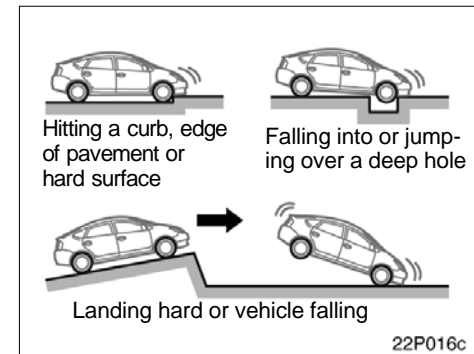 Hitting a curb, edge
of pavement or
hard surface
Falling into or jump-
ing over a deep hole
Landing hard or vehicle falling
22P016c